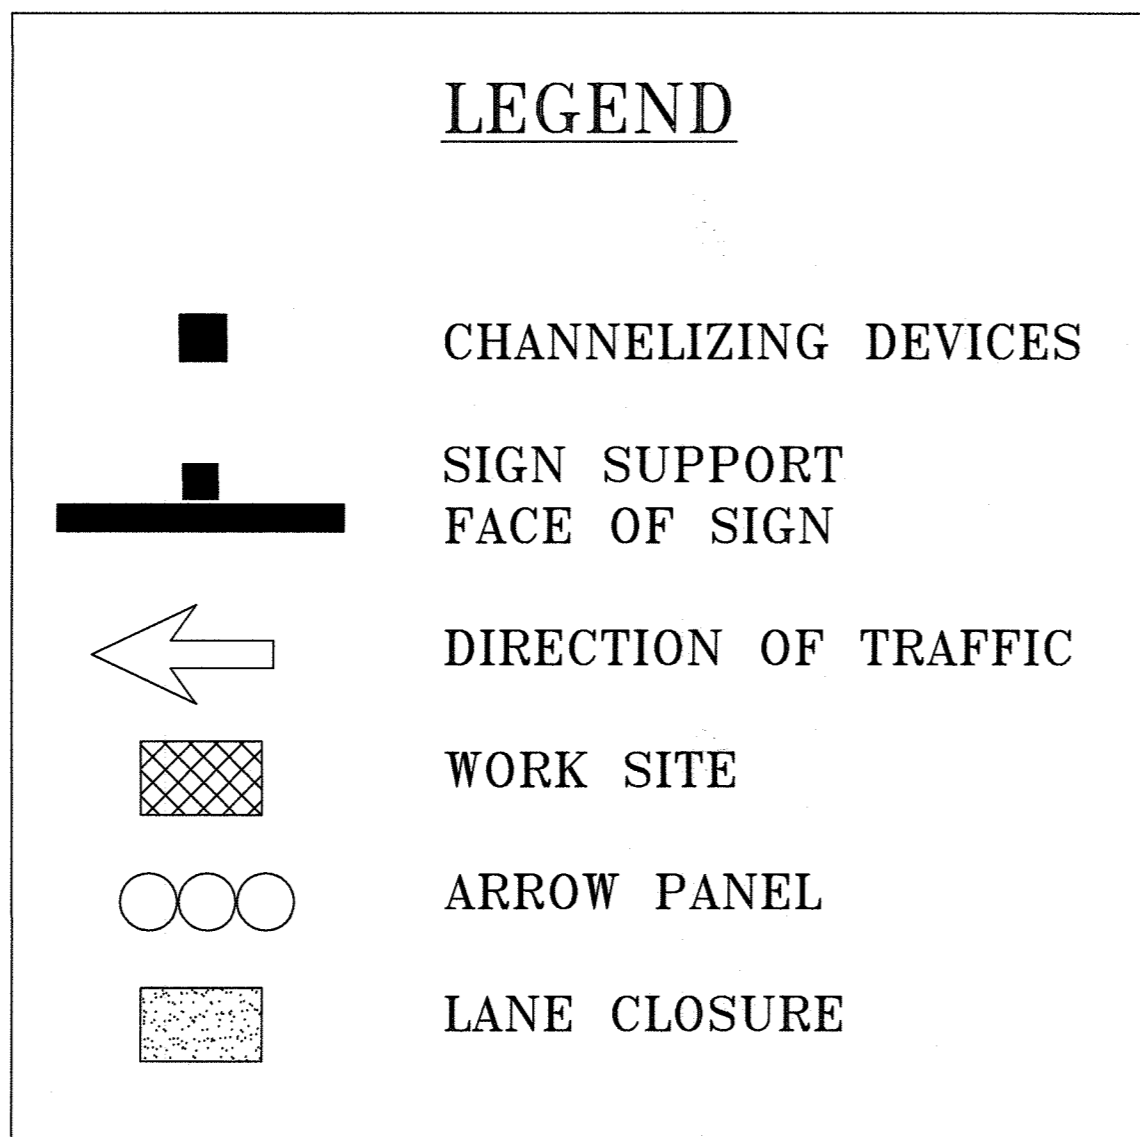 LEGEND
CHANNELIZING DEVICES
SIGN SUPPORT
FACE OF SIGN
DIRECTION OF TRAFFIC
WORK SITE
ARROW PANEL
LANE CLOSURE